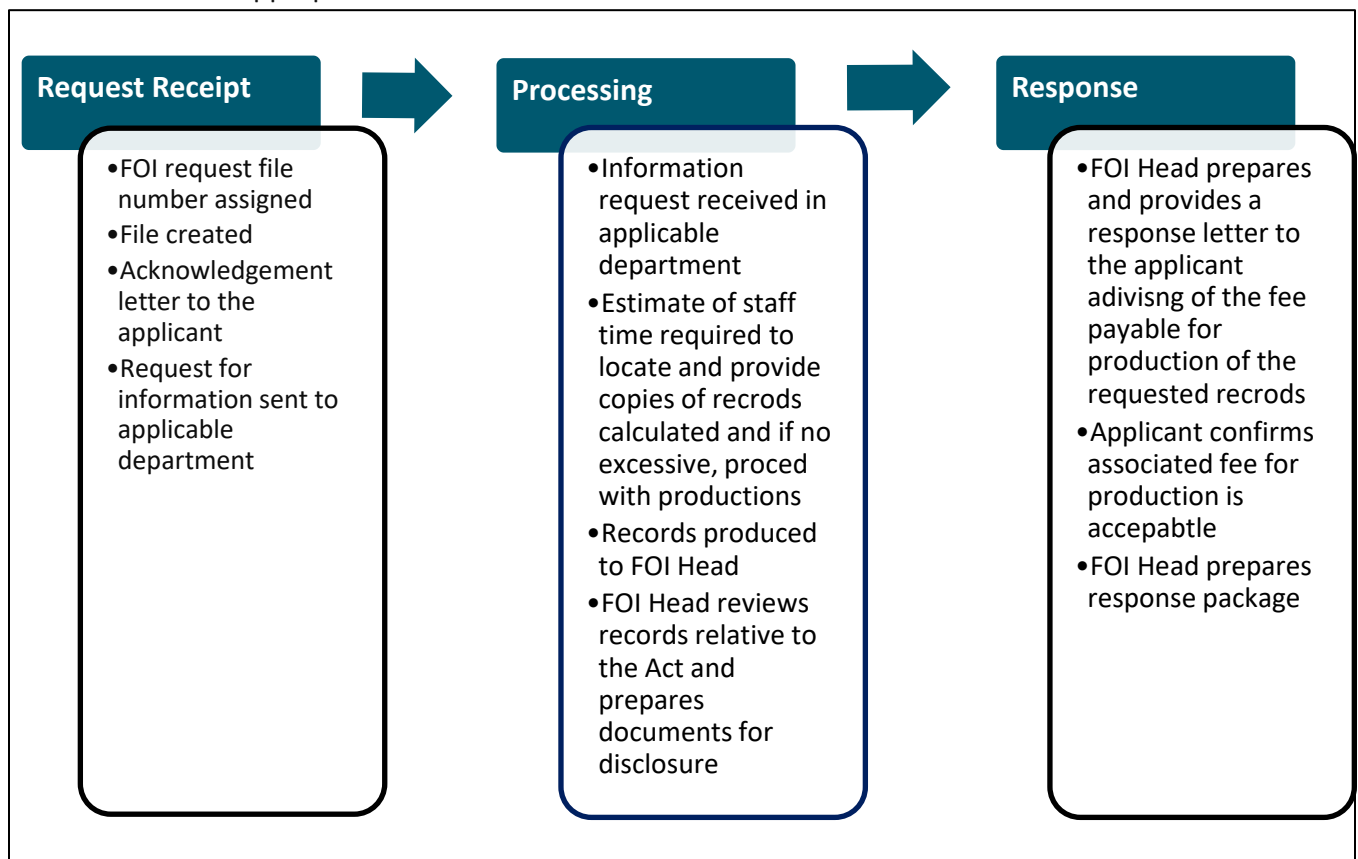 Request Receipt
•FOI request file
number assigned
•File created
•Acknowledgement
letter to the
applicant
•Request for
information sent to
applicable
department
Processing
•Information
request received in
applicable
department
•Estimate of staff
time required to
locate and provide
copies of recrods
calculated and if no
excessive, proced
with productions
•Records produced
to FOI Head
•FOI Head reviews
records relative to
the Act and
prepares
documents for
disclosure
Response
•FOI Head prepares
and provides a
response letter to
the applicant
adivisng of the fee
payable for
production of the
requested recrods
•Applicant confirms
associated fee for
production is
accepabtle
•FOI Head prepares
response package